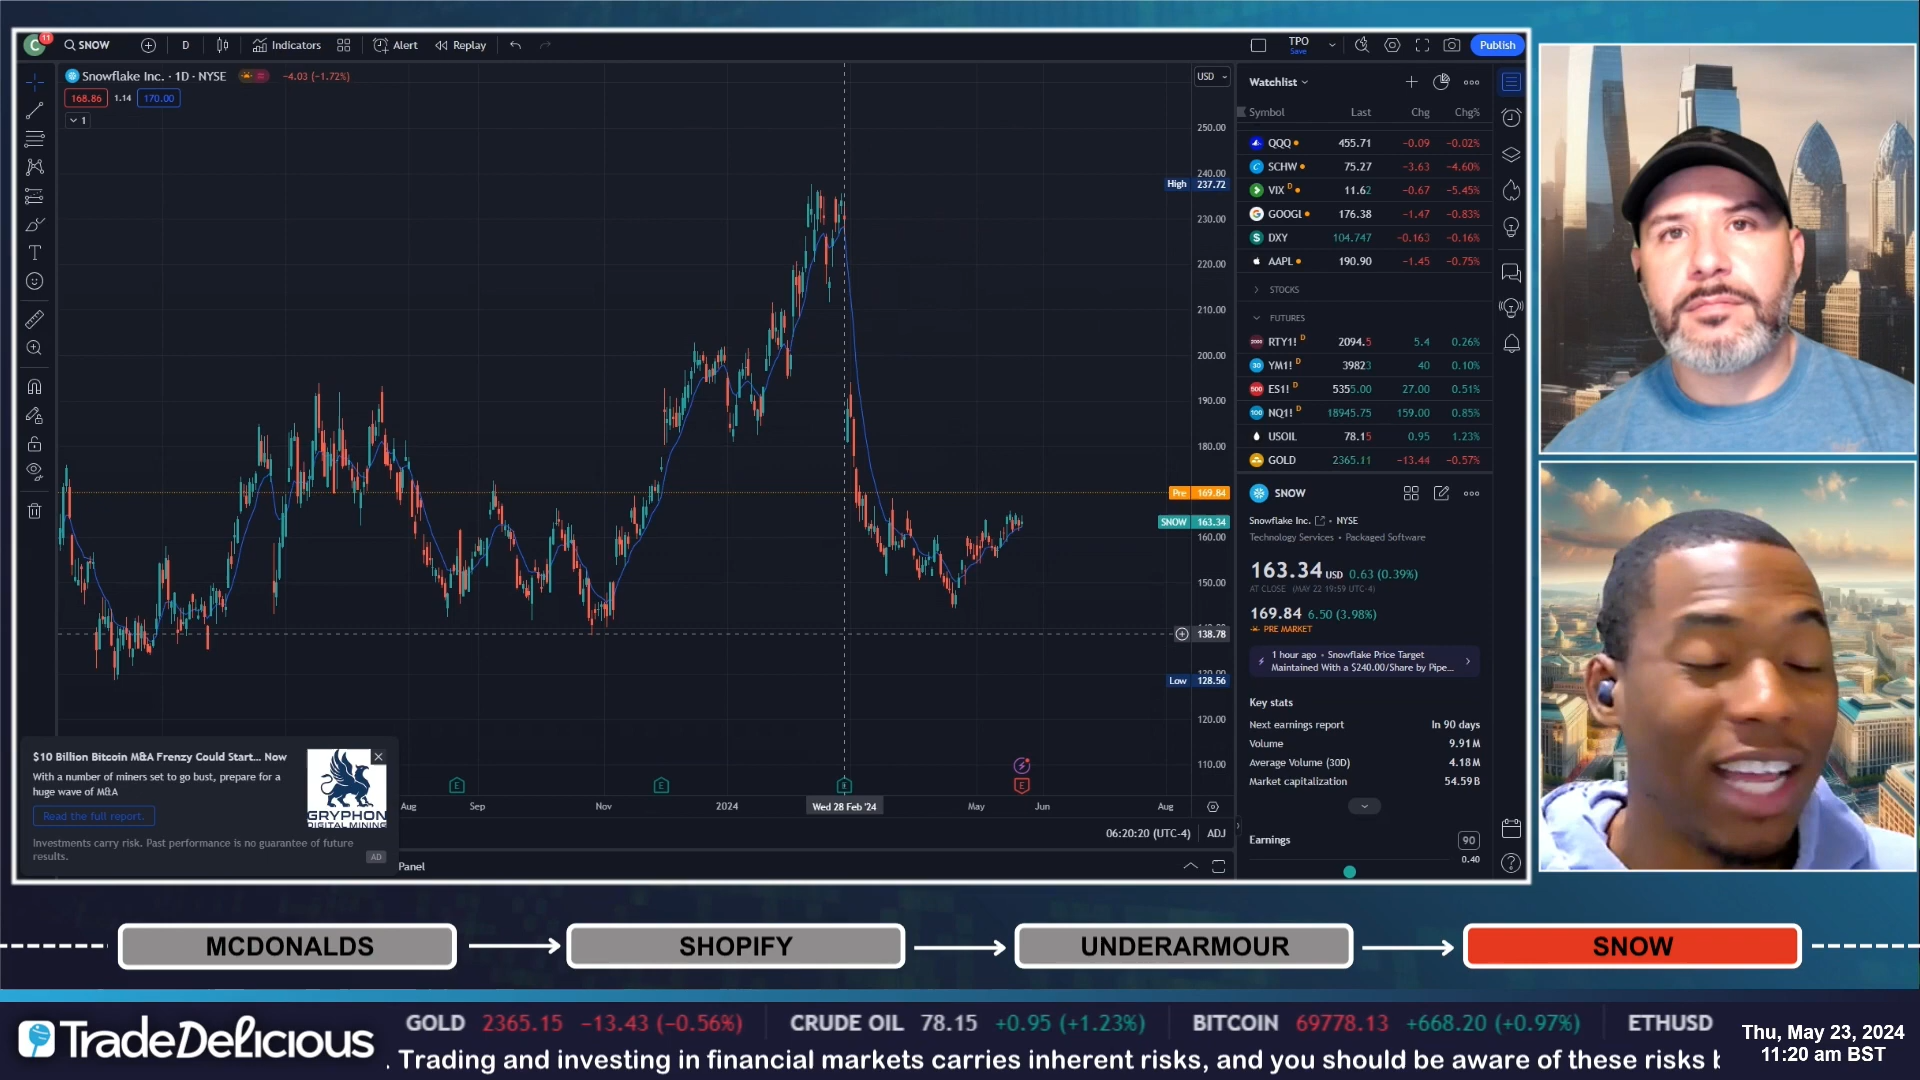 C
11
SNOW
D
Indicators
Alert
Replay
TPO
Save
Publish
Snowflake Inc. · 1D · NYSE
−4.03 (−1.72%)
168.86
1.14
170.00
1
USD
250.00
240.00
High 237.72
230.00
220.00
210.00
200.00
190.00
180.00
Pre 169.84
SNOW 163.34
160.00
150.00
138.78
Low 128.56
120.00
110.00
Watchlist
Symbol Last Chg Chg%
QQQ 455.71 −0.09 −0.02%
SCHW 75.27 −3.63 −4.60%
VIX D 11.62 −0.67 −5.45%
GOOGL 176.38 −1.47 −0.83%
DXY 104.747 −0.163 −0.16%
AAPL 190.90 −1.45 −0.75%
STOCKS
FUTURES
RTY1! D 2094.5 5.4 0.26%
YM1! D 39823 40 0.10%
ES1! D 5355.00 27.00 0.51%
NQ1! D 18945.75 159.00 0.85%
USOIL 78.15 0.95 1.23%
GOLD 2365.11 −13.44 −0.57%
SNOW
Snowflake Inc. • NYSE
Technology Services • Packaged Software
163.34 USD 0.63 (0.39%)
AT CLOSE (MAY 22 19:59 UTC-4)
169.84 6.50 (3.98%)
PRE MARKET
1 hour ago • Snowflake Price Target
Maintained With a $240.00/Share by Pipe...
Key stats
Next earnings report In 90 days
Volume 9.91M
Average Volume (30D) 4.18M
Market capitalization 54.59B
Earnings 90
0.40
$10 Billion Bitcoin M&A Frenzy Could Start... Now
With a number of miners set to go bust, prepare for a
huge wave of M&A
Read the full report.
GRYPHON
DIGITAL MINING
Investments carry risk. Past performance is no guarantee of future
results.
AD
E E E E
Aug Sep Nov 2024 Wed 28 Feb '24 May Jun Aug
06:20:20 (UTC-4) ADJ
Panel
MCDONALDS
SHOPIFY
UNDERARMOUR
SNOW
TradeDelicious
GOLD 2365.15 −13.43 (−0.56%) CRUDE OIL 78.15 +0.95 (+1.23%) BITCOIN 69778.13 +668.20 (+0.97%) ETHUSD
. Trading and investing in financial markets carries inherent risks, and you should be aware of these risks
Thu, May 23, 2024
11:20 am BST